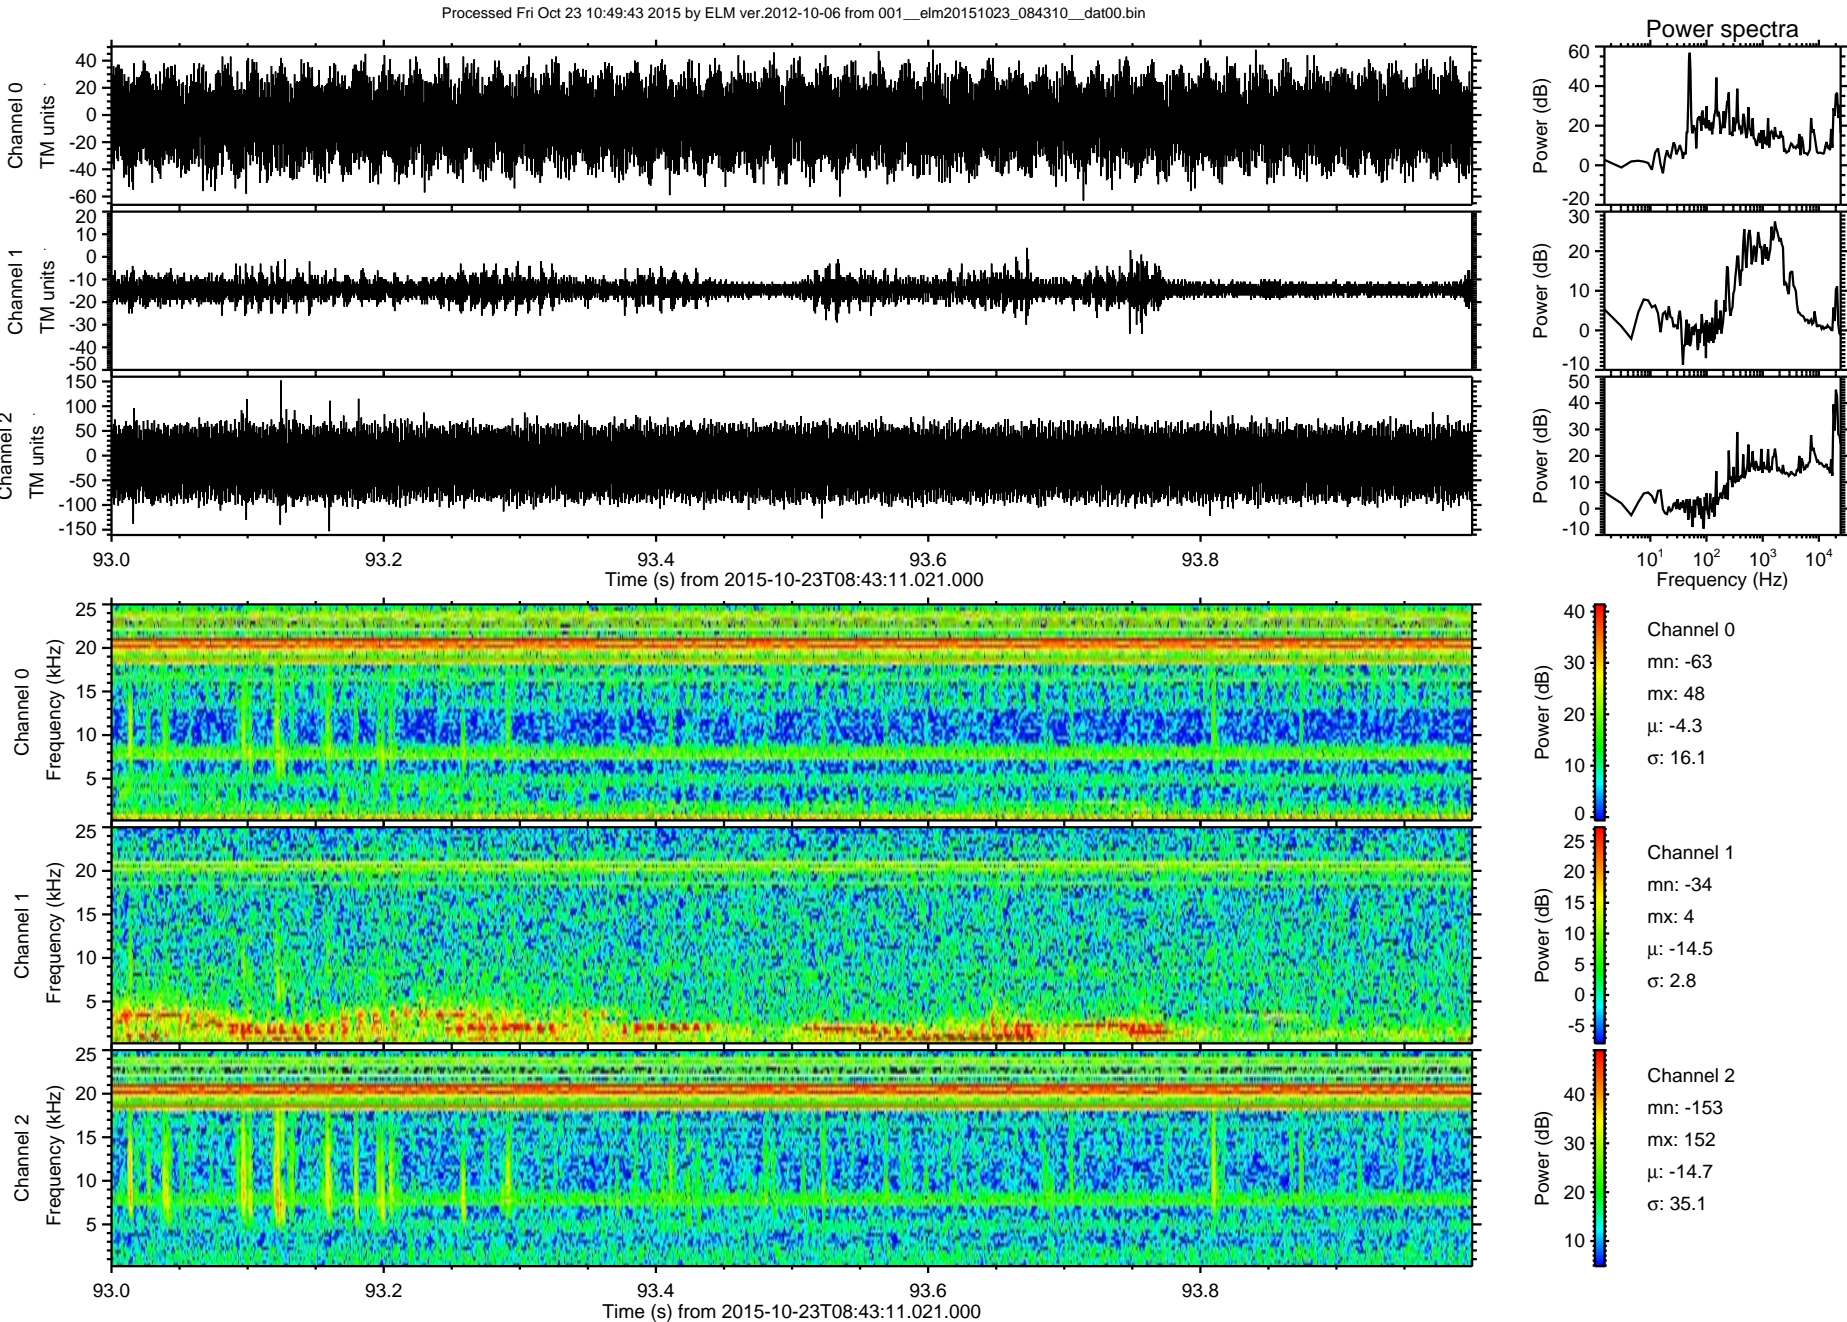 Processed Fri Oct 23 10:49:43 2015 by ELM ver.2012-10-06 from 001__elm20151023_084310__dat00.bin
Power spectra
Channel 0
TM units
40
20
0
-20
-40
-60
Power (dB)
60
40
20
0
-20
Channel 1
TM units
20
10
0
-10
-20
-30
-40
-50
Power (dB)
30
20
10
0
-10
Channel 2
TM units
150
100
50
0
-50
-100
-150
Power (dB)
50
40
30
20
10
0
-10
93.0 93.2 93.4 93.6 93.8
Time (s) from 2015-10-23T08:43:11.021.000
10^1 10^2 10^3 10^4
Frequency (Hz)
Channel 0
Frequency (kHz)
25
20
15
10
5
Power (dB)
40
30
20
10
0
Channel 0
mn: -63
mx: 48
μ: -4.3
σ: 16.1
Channel 1
Frequency (kHz)
25
20
15
10
5
Power (dB)
25
20
15
10
5
0
-5
Channel 1
mn: -34
mx: 4
μ: -14.5
σ: 2.8
Channel 2
Frequency (kHz)
25
20
15
10
5
Power (dB)
40
30
20
10
Channel 2
mn: -153
mx: 152
μ: -14.7
σ: 35.1
93.0 93.2 93.4 93.6 93.8
Time (s) from 2015-10-23T08:43:11.021.000